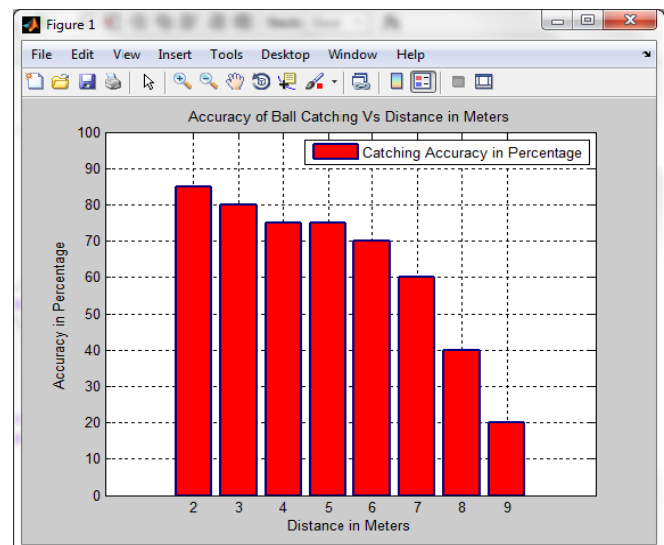 Figure 1
File Edit View Insert Tools Desktop Window Help
Accuracy of Ball Catching Vs Distance in Meters
Catching Accuracy in Percentage
Accuracy in Percentage
100
90
80
70
60
50
40
30
20
10
0
2 3 4 5 6 7 8 9
Distance in Meters